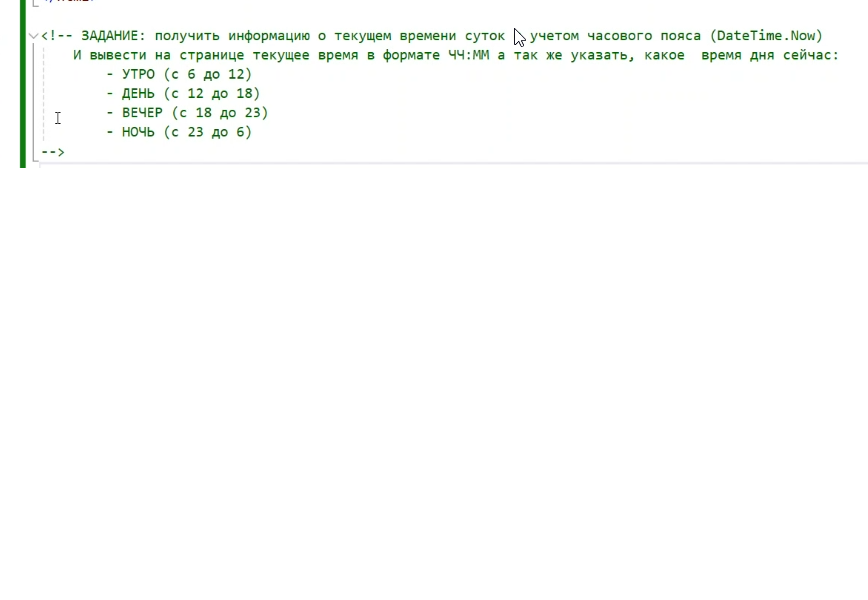 <!-- ЗАДАНИЕ: получить информацию о текущем времени суток учетом часового пояса (DateTime.Now)
И вывести на странице текущее время в формате ЧЧ:ММ а так же указать, какое  время дня сейчас:
- УТРО (с 6 до 12)
- ДЕНЬ (с 12 до 18)
- ВЕЧЕР (с 18 до 23)
- НОЧЬ (с 23 до 6)
-->